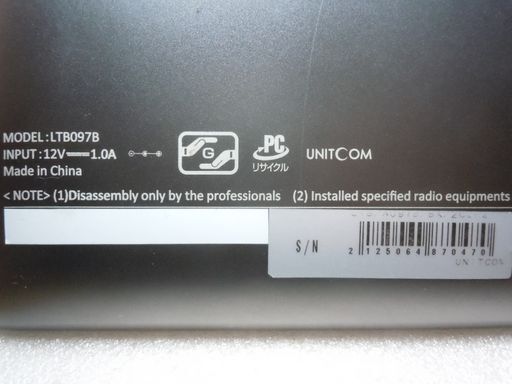 MODEL:LTB097B
INPUT:12V⎓1.0A
Made in China
G
PC
リサイクル
UNITCOM
< NOTE> (1)Disassembly only by the professionals (2) Installed specified radio equipments
S/N
2125064870470
UNITCOM